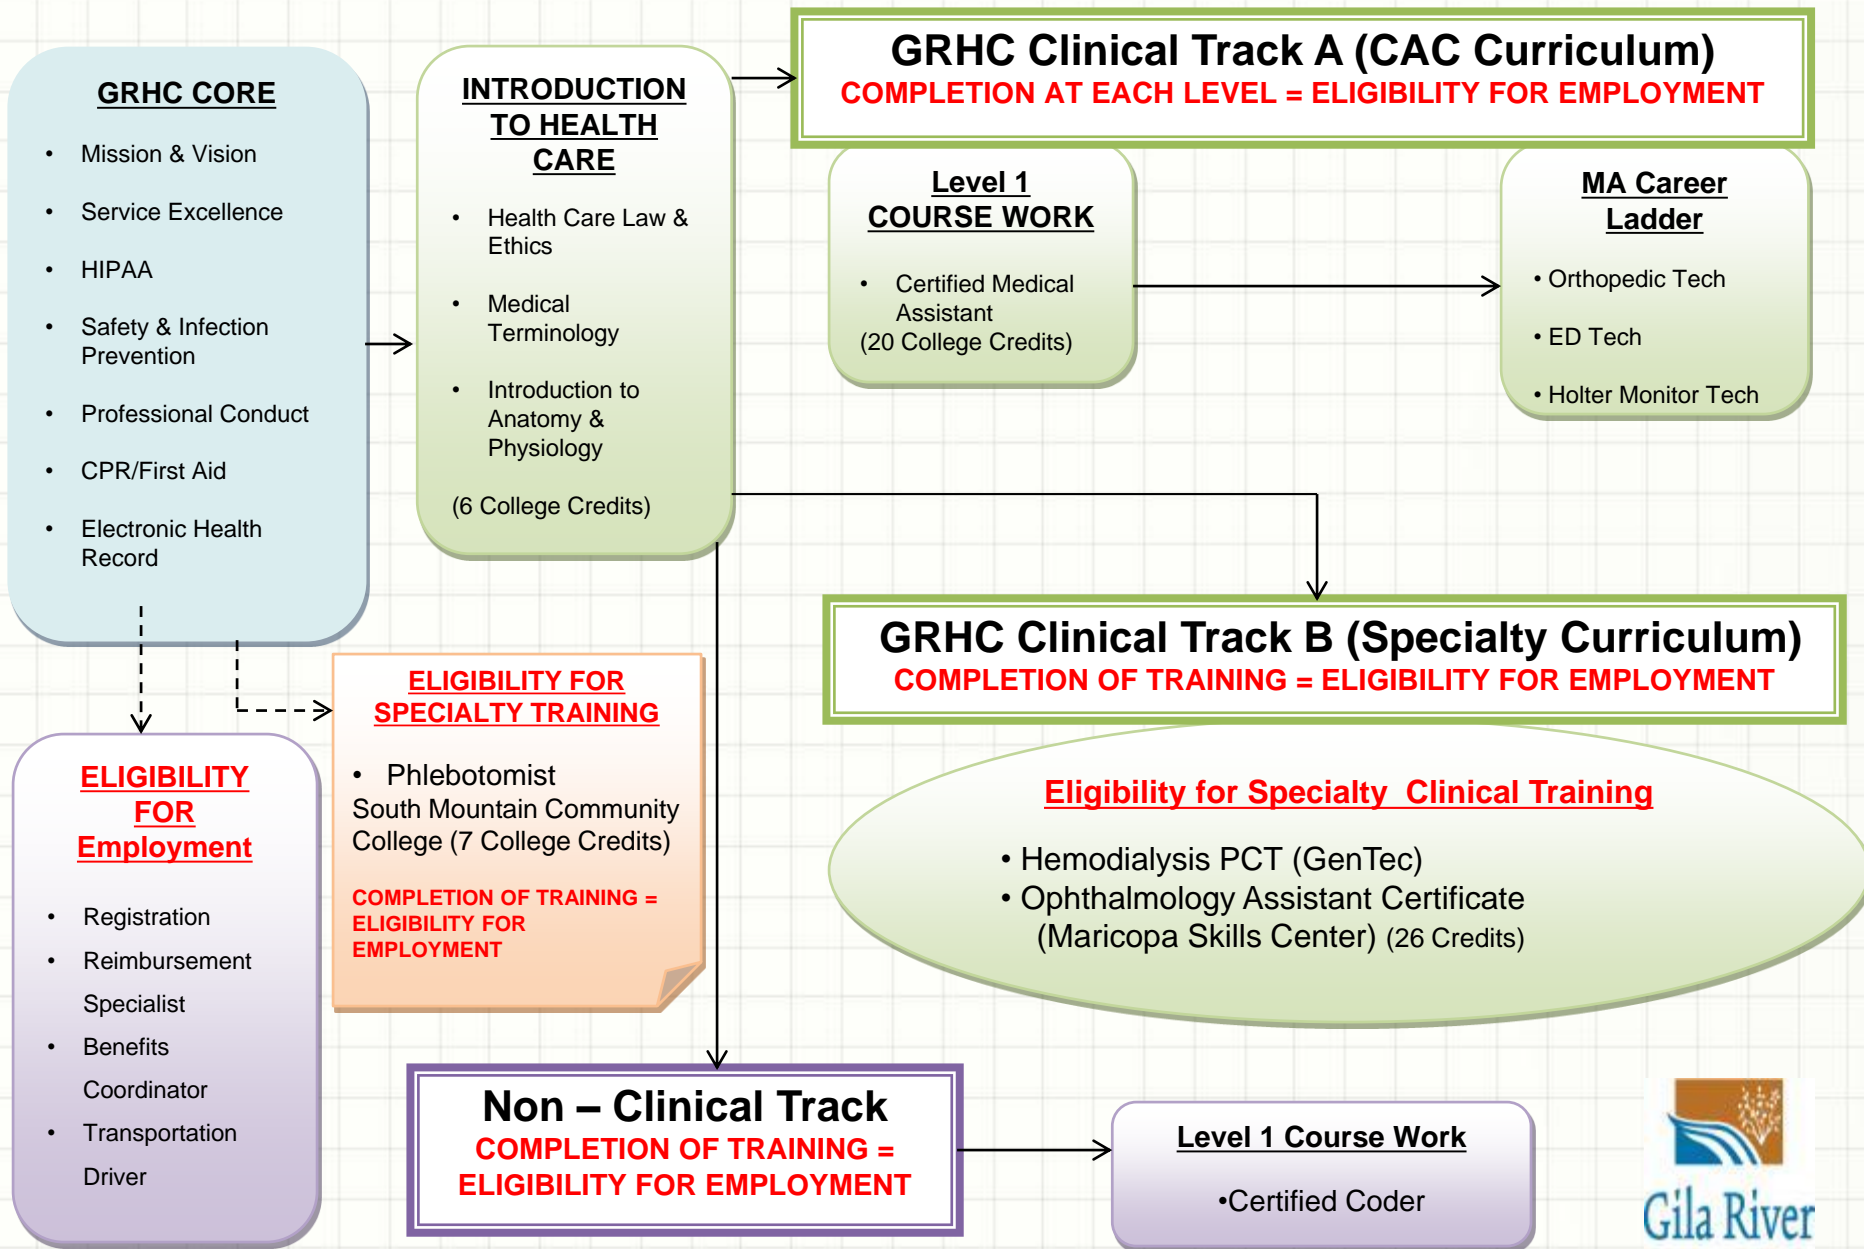 GRHC CORE
• Mission & Vision
• Service Excellence
• HIPAA
• Safety & Infection
Prevention
• Professional Conduct
• CPR/First Aid
• Electronic Health
Record
INTRODUCTION
TO HEALTH
CARE
• Health Care Law &
Ethics
• Medical
Terminology
• Introduction to
Anatomy &
Physiology
(6 College Credits)
GRHC Clinical Track A (CAC Curriculum)
COMPLETION AT EACH LEVEL = ELIGIBILITY FOR EMPLOYMENT
Level 1
COURSE WORK
• Certified Medical
Assistant
(20 College Credits)
MA Career
Ladder
• Orthopedic Tech
• ED Tech
• Holter Monitor Tech
GRHC Clinical Track B (Specialty Curriculum)
COMPLETION OF TRAINING = ELIGIBILITY FOR EMPLOYMENT
Eligibility for Specialty Clinical Training
• Hemodialysis PCT (GenTec)
• Ophthalmology Assistant Certificate
(Maricopa Skills Center) (26 Credits)
ELIGIBILITY FOR
SPECIALTY TRAINING
• Phlebotomist
South Mountain Community
College (7 College Credits)
COMPLETION OF TRAINING =
ELIGIBILITY FOR
EMPLOYMENT
ELIGIBILITY
FOR
Employment
• Registration
• Reimbursement
Specialist
• Benefits
Coordinator
• Transportation
Driver
Non – Clinical Track
COMPLETION OF TRAINING =
ELIGIBILITY FOR EMPLOYMENT
Level 1 Course Work
•Certified Coder
Gila River